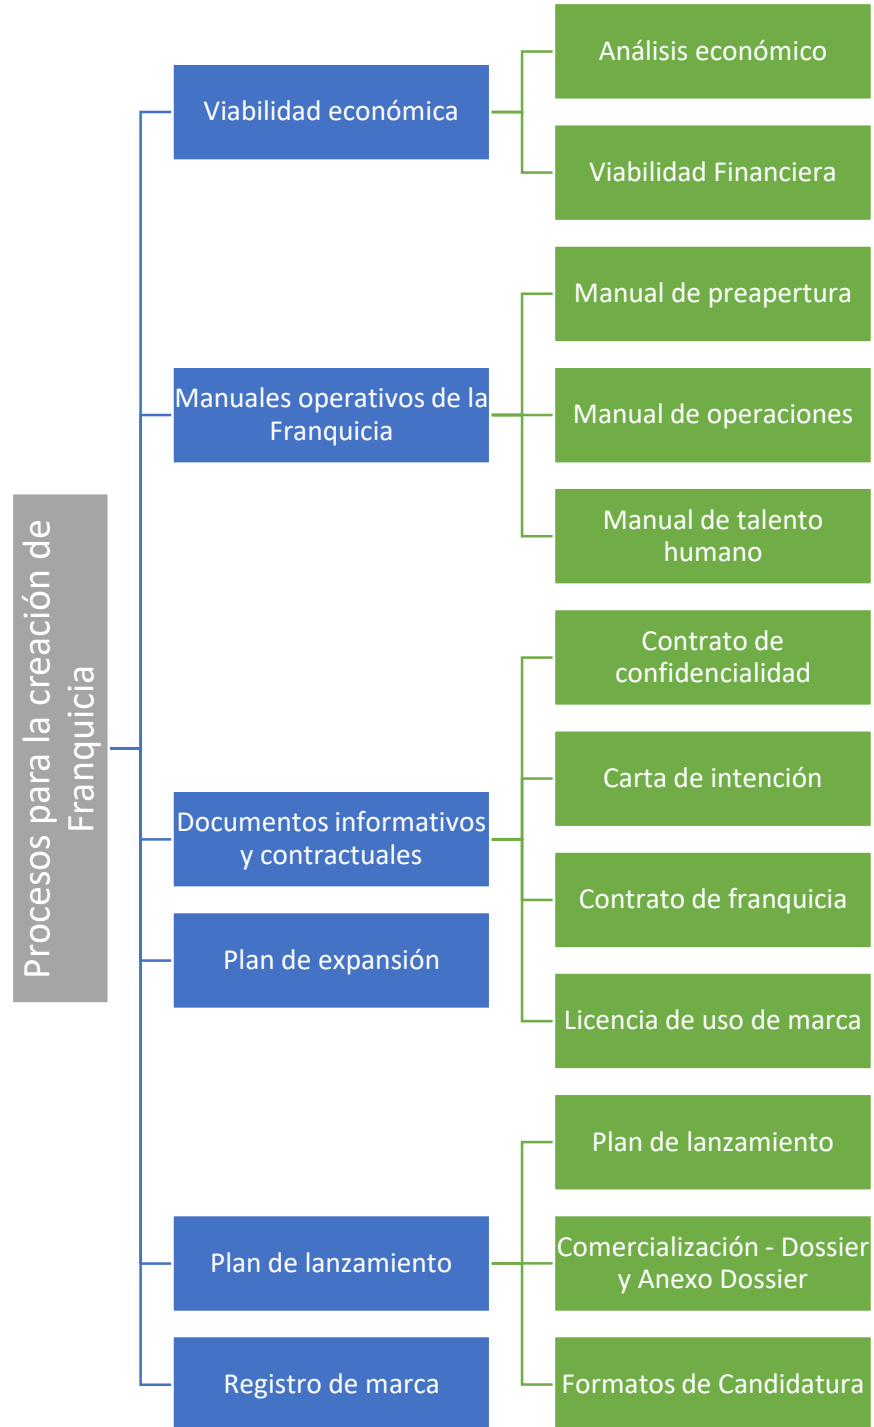 Procesos para la creación de
Franquicia
Viabilidad económica
Análisis económico
Viabilidad Financiera
Manuales operativos de la
Franquicia
Manual de preapertura
Manual de operaciones
Manual de talento
humano
Documentos informativos
y contractuales
Contrato de
confidencialidad
Carta de intención
Contrato de franquicia
Licencia de uso de marca
Plan de expansión
Plan de lanzamiento
Plan de lanzamiento
Comercialización - Dossier
y Anexo Dossier
Formatos de Candidatura
Registro de marca